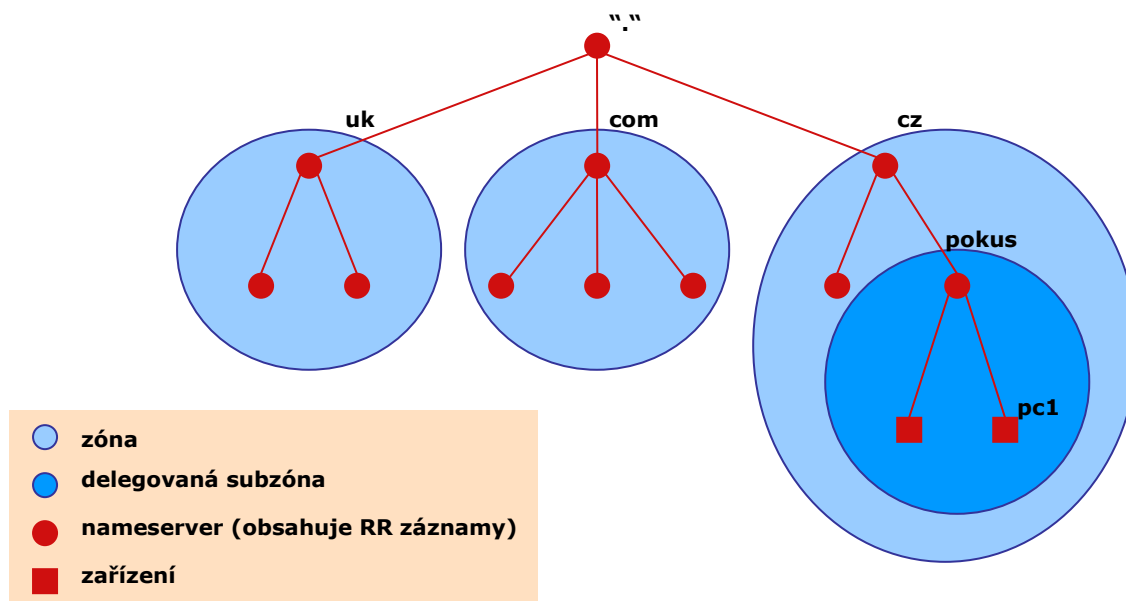 “.“
uk
com
cz
pokus
pc1
zóna
delegovaná subzóna
nameserver (obsahuje RR záznamy)
zařízení